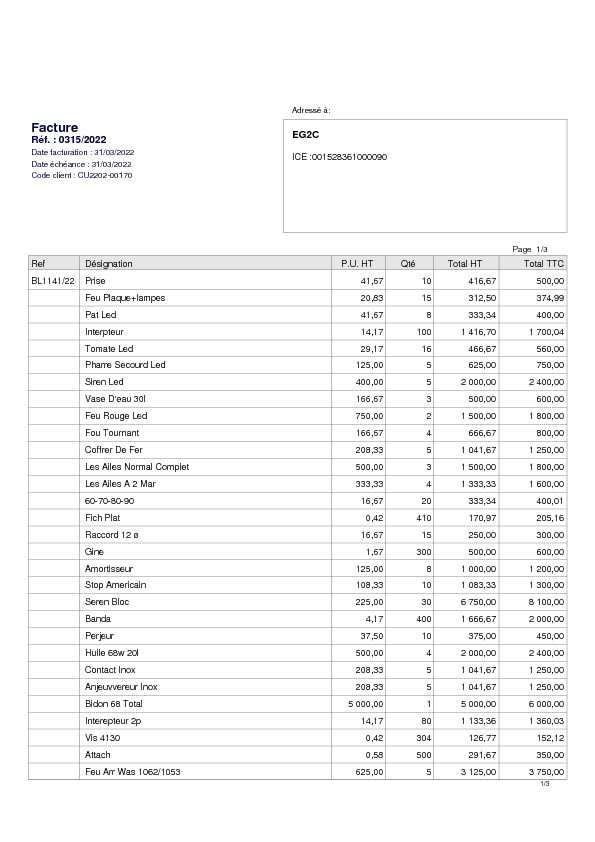 Adressé à:
Facture
Réf. : 0315/2022
Date facturation : 31/03/2022
Date échéance : 31/03/2022
Code client : CU2202-00170
EG2C
ICE :001528361000090
Page 1/3
Ref Désignation P.U. HT Qté Total HT Total TTC
BL1141/22 Prise 41,67 10 416,67 500,00
Feu Plaque+lampes 20,83 15 312,50 374,99
Pat Led 41,67 8 333,34 400,00
Interpteur 14,17 100 1 416,70 1 700,04
Tomate Led 29,17 16 466,67 560,00
Pharre Secourd Led 125,00 5 625,00 750,00
Siren Led 400,00 5 2 000,00 2 400,00
Vase D'eau 30l 166,67 3 500,00 600,00
Feu Rouge Led 750,00 2 1 500,00 1 800,00
Fou Tournant 166,67 4 666,67 800,00
Coffrer De Fer 208,33 5 1 041,67 1 250,00
Les Ailes Normal Complet 500,00 3 1 500,00 1 800,00
Les Ailes A 2 Mar 333,33 4 1 333,33 1 600,00
60-70-80-90 16,67 20 333,34 400,01
Fich Plat 0,42 410 170,97 205,16
Raccord 12 ø 16,67 15 250,00 300,00
Gine 1,67 300 500,00 600,00
Amortisseur 125,00 8 1 000,00 1 200,00
Stop Americain 108,33 10 1 083,33 1 300,00
Seren Bloc 225,00 30 6 750,00 8 100,00
Banda 4,17 400 1 666,67 2 000,00
Perjeur 37,50 10 375,00 450,00
Huile 68w 20l 500,00 4 2 000,00 2 400,00
Contact Inox 208,33 5 1 041,67 1 250,00
Anjeuvvereur Inox 208,33 5 1 041,67 1 250,00
Bidon 68 Total 5 000,00 1 5 000,00 6 000,00
Interepteur 2p 14,17 80 1 133,36 1 360,03
Vis 4130 0,42 304 126,77 152,12
Attach 0,58 500 291,67 350,00
Feu Arr Was 1062/1053 625,00 5 3 125,00 3 750,00
1/3